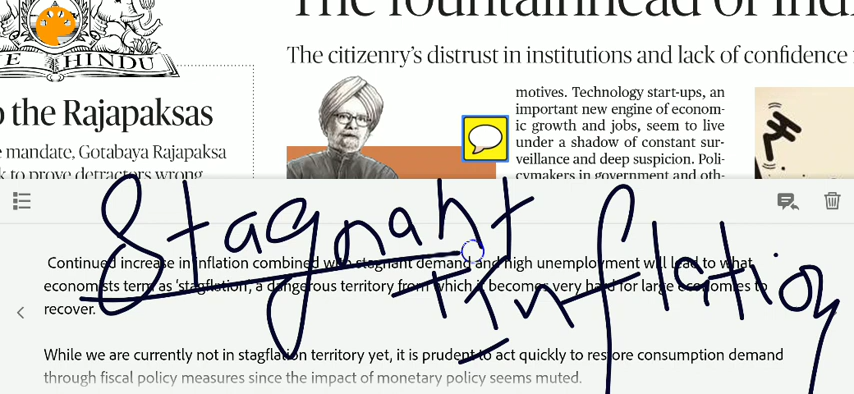 The fountainhead of Indi
E HINDU
The citizenry's distrust in institutions and lack of confidence
o the Rajapaksas
e mandate, Gotabaya Rajapaksa
k to prove detractors wrong
motives. Technology start-ups, an
important new engine of econom-
ic growth and jobs, seem to live
under a shadow of constant sur-
veillance and deep suspicion. Poli-
cymakers in government and oth-
Stagnant
+ Inflation
Continued increase in inflation combined with stagnant demand and high unemployment will lead to what
economists term as 'stagflation', a dangerous territory from which it becomes very hard for large economies to
recover.
While we are currently not in stagflation territory yet, it is prudent to act quickly to restore consumption demand
through fiscal policy measures since the impact of monetary policy seems muted.